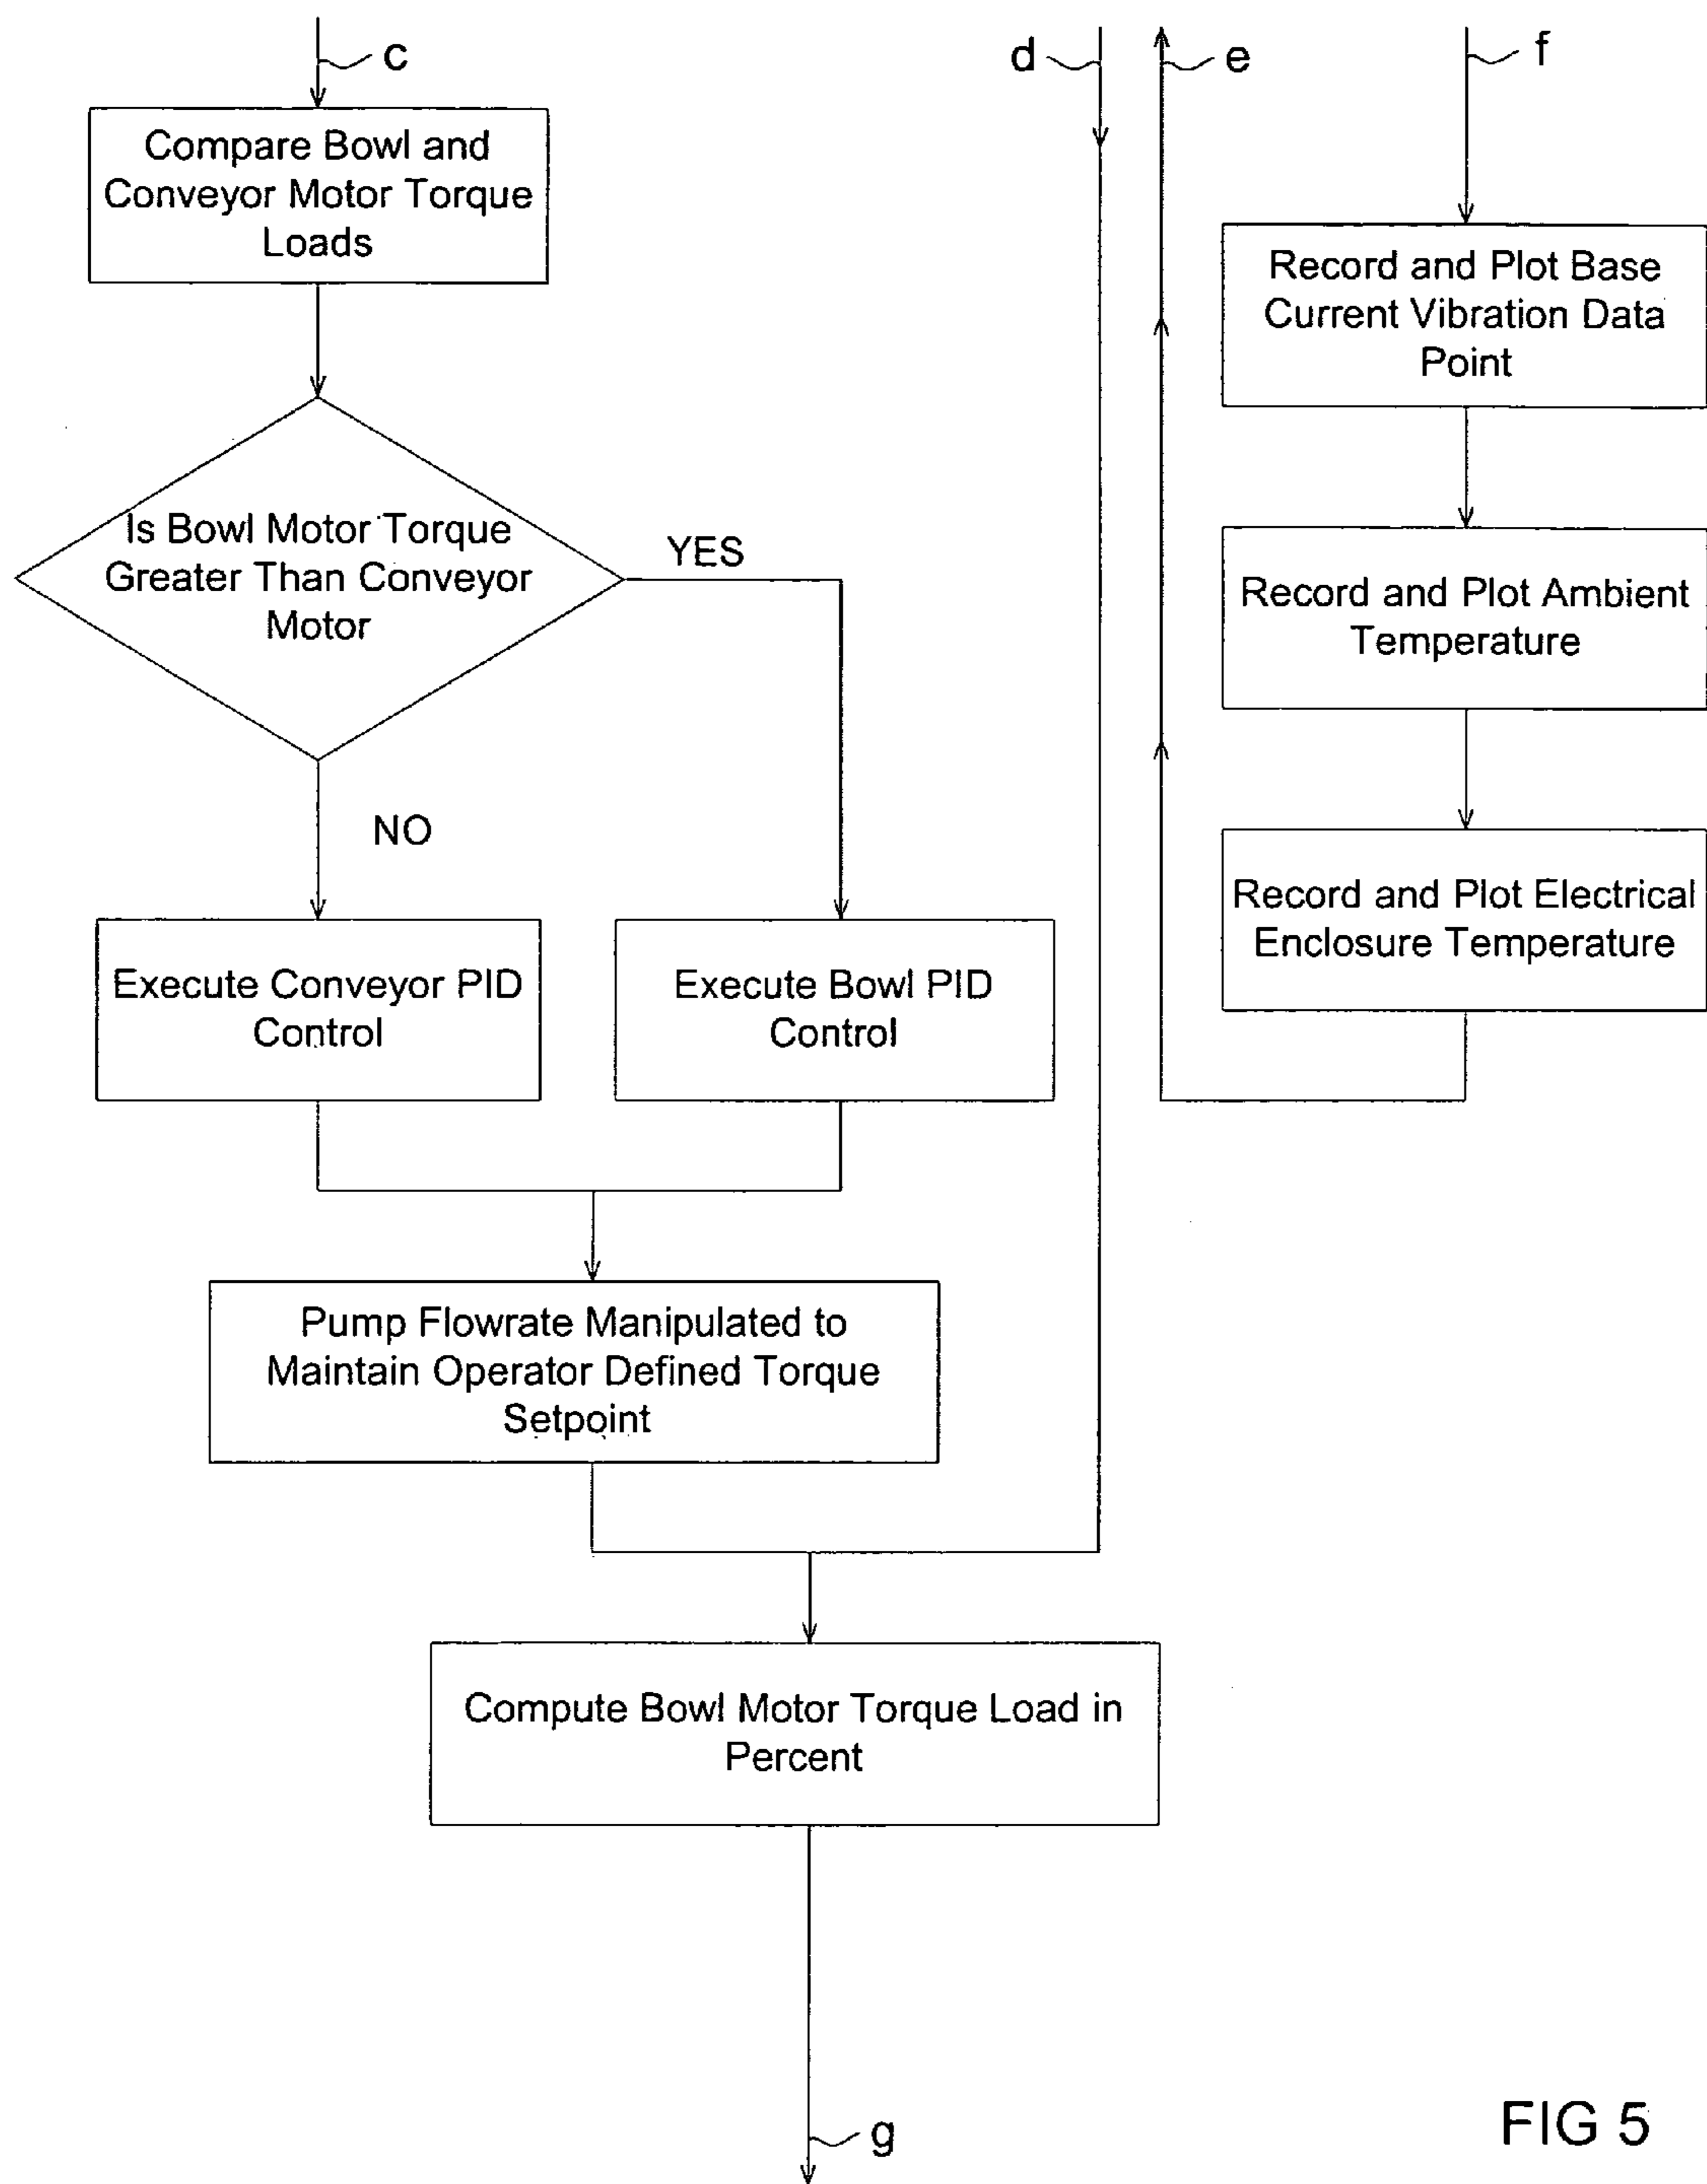 c
d
e
f
Compare Bowl and
Conveyor Motor Torque
Loads
Is Bowl Motor Torque
Greater Than Conveyor
Motor
YES
NO
Execute Conveyor PID
Control
Execute Bowl PID
Control
Pump Flowrate Manipulated to
Maintain Operator Defined Torque
Setpoint
Compute Bowl Motor Torque Load in
Percent
g
Record and Plot Base
Current Vibration Data
Point
Record and Plot Ambient
Temperature
Record and Plot Electrical
Enclosure Temperature
FIG 5